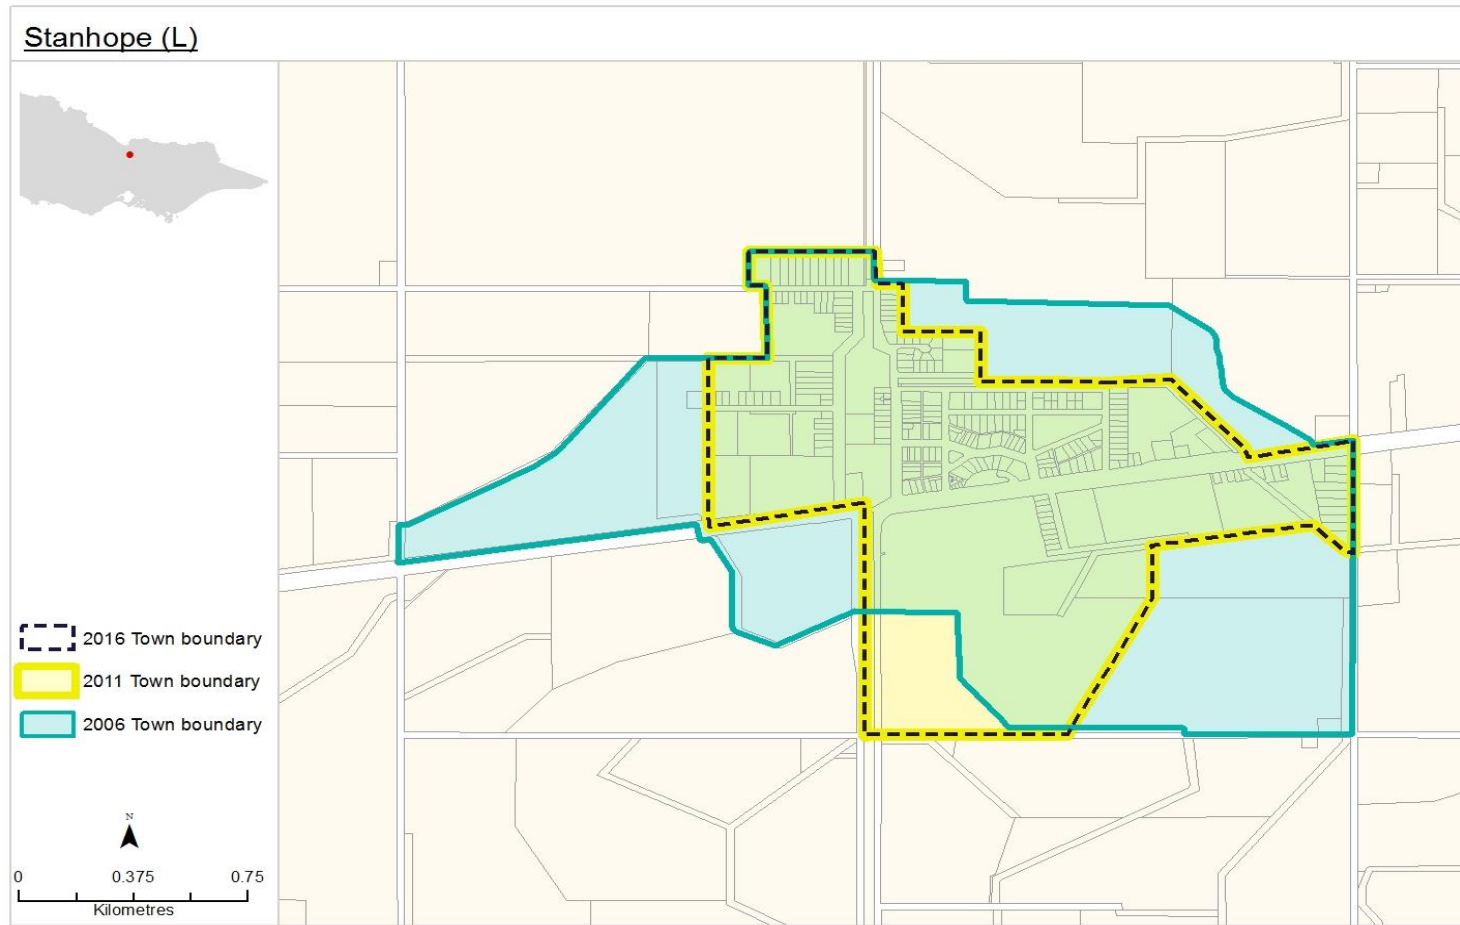 Stanhope (L)
2016 Town boundary
2011 Town boundary
2006 Town boundary
N
0 0.375 0.75
Kilometres